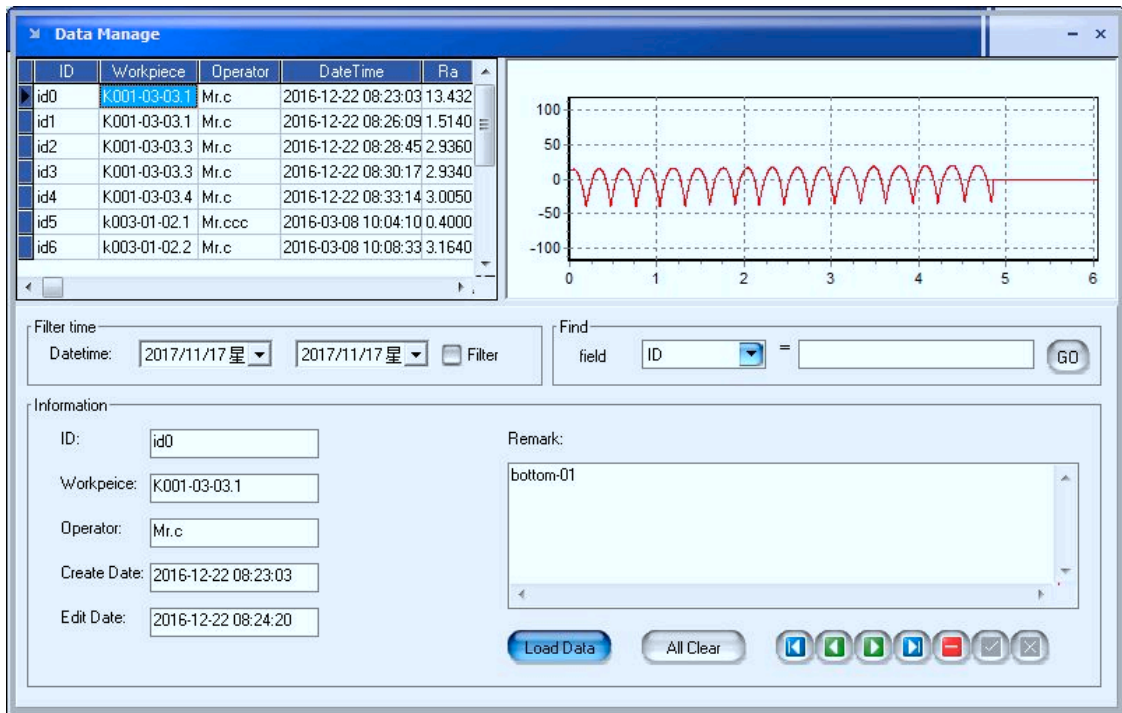 Data Manage
ID Workpiece Operator DateTime Ra
id0 K001-03-03.1 Mr.c 2016-12-22 08:23:03 13.432
id1 K001-03-03.1 Mr.c 2016-12-22 08:26:09 1.5140
id2 K001-03-03.3 Mr.c 2016-12-22 08:28:45 2.9360
id3 K001-03-03.3 Mr.c 2016-12-22 08:30:17 2.9340
id4 K001-03-03.4 Mr.c 2016-12-22 08:33:14 3.0050
id5 k003-01-02.1 Mr.ccc 2016-03-08 10:04:10 0.4000
id6 k003-01-02.2 Mr.c 2016-03-08 10:08:33 3.1640
100
50
0
-50
-100
0 1 2 3 4 5 6
Filter time
Datetime: 2017/11/17 星 2017/11/17 星 Filter
Find
field ID = GO
Information
ID: id0
Workpeice: K001-03-03.1
Operator: Mr.c
Create Date: 2016-12-22 08:23:03
Edit Date: 2016-12-22 08:24:20
Remark:
bottom-01
Load Data All Clear